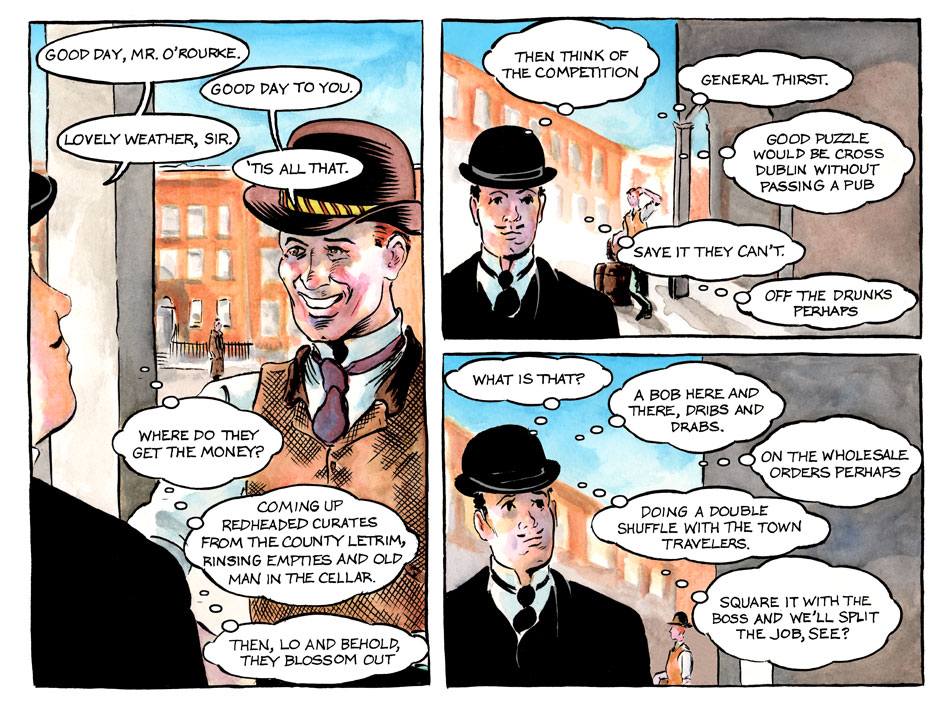 GOOD DAY, MR. O'ROURKE.
GOOD DAY TO YOU.
LOVELY WEATHER, SIR.
'TIS ALL THAT.
WHERE DO THEY
GET THE MONEY?
COMING UP
REDHEADED CURATES
FROM THE COUNTY LETRIM,
RINSING EMPTIES AND OLD
MAN IN THE CELLAR.
THEN, LO AND BEHOLD,
THEY BLOSSOM OUT
THEN THINK OF
THE COMPETITION
GENERAL THIRST.
GOOD PUZZLE
WOULD BE CROSS
DUBLIN WITHOUT
PASSING A PUB
SAVE IT THEY CAN'T.
OFF THE DRUNKS
PERHAPS
WHAT IS THAT?
A BOB HERE AND
THERE, DRIBS AND
DRABS.
ON THE WHOLESALE
ORDERS PERHAPS
DOING A DOUBLE
SHUFFLE WITH THE TOWN
TRAVELERS.
SQUARE IT WITH THE
BOSS AND WE'LL SPLIT
THE JOB, SEE?